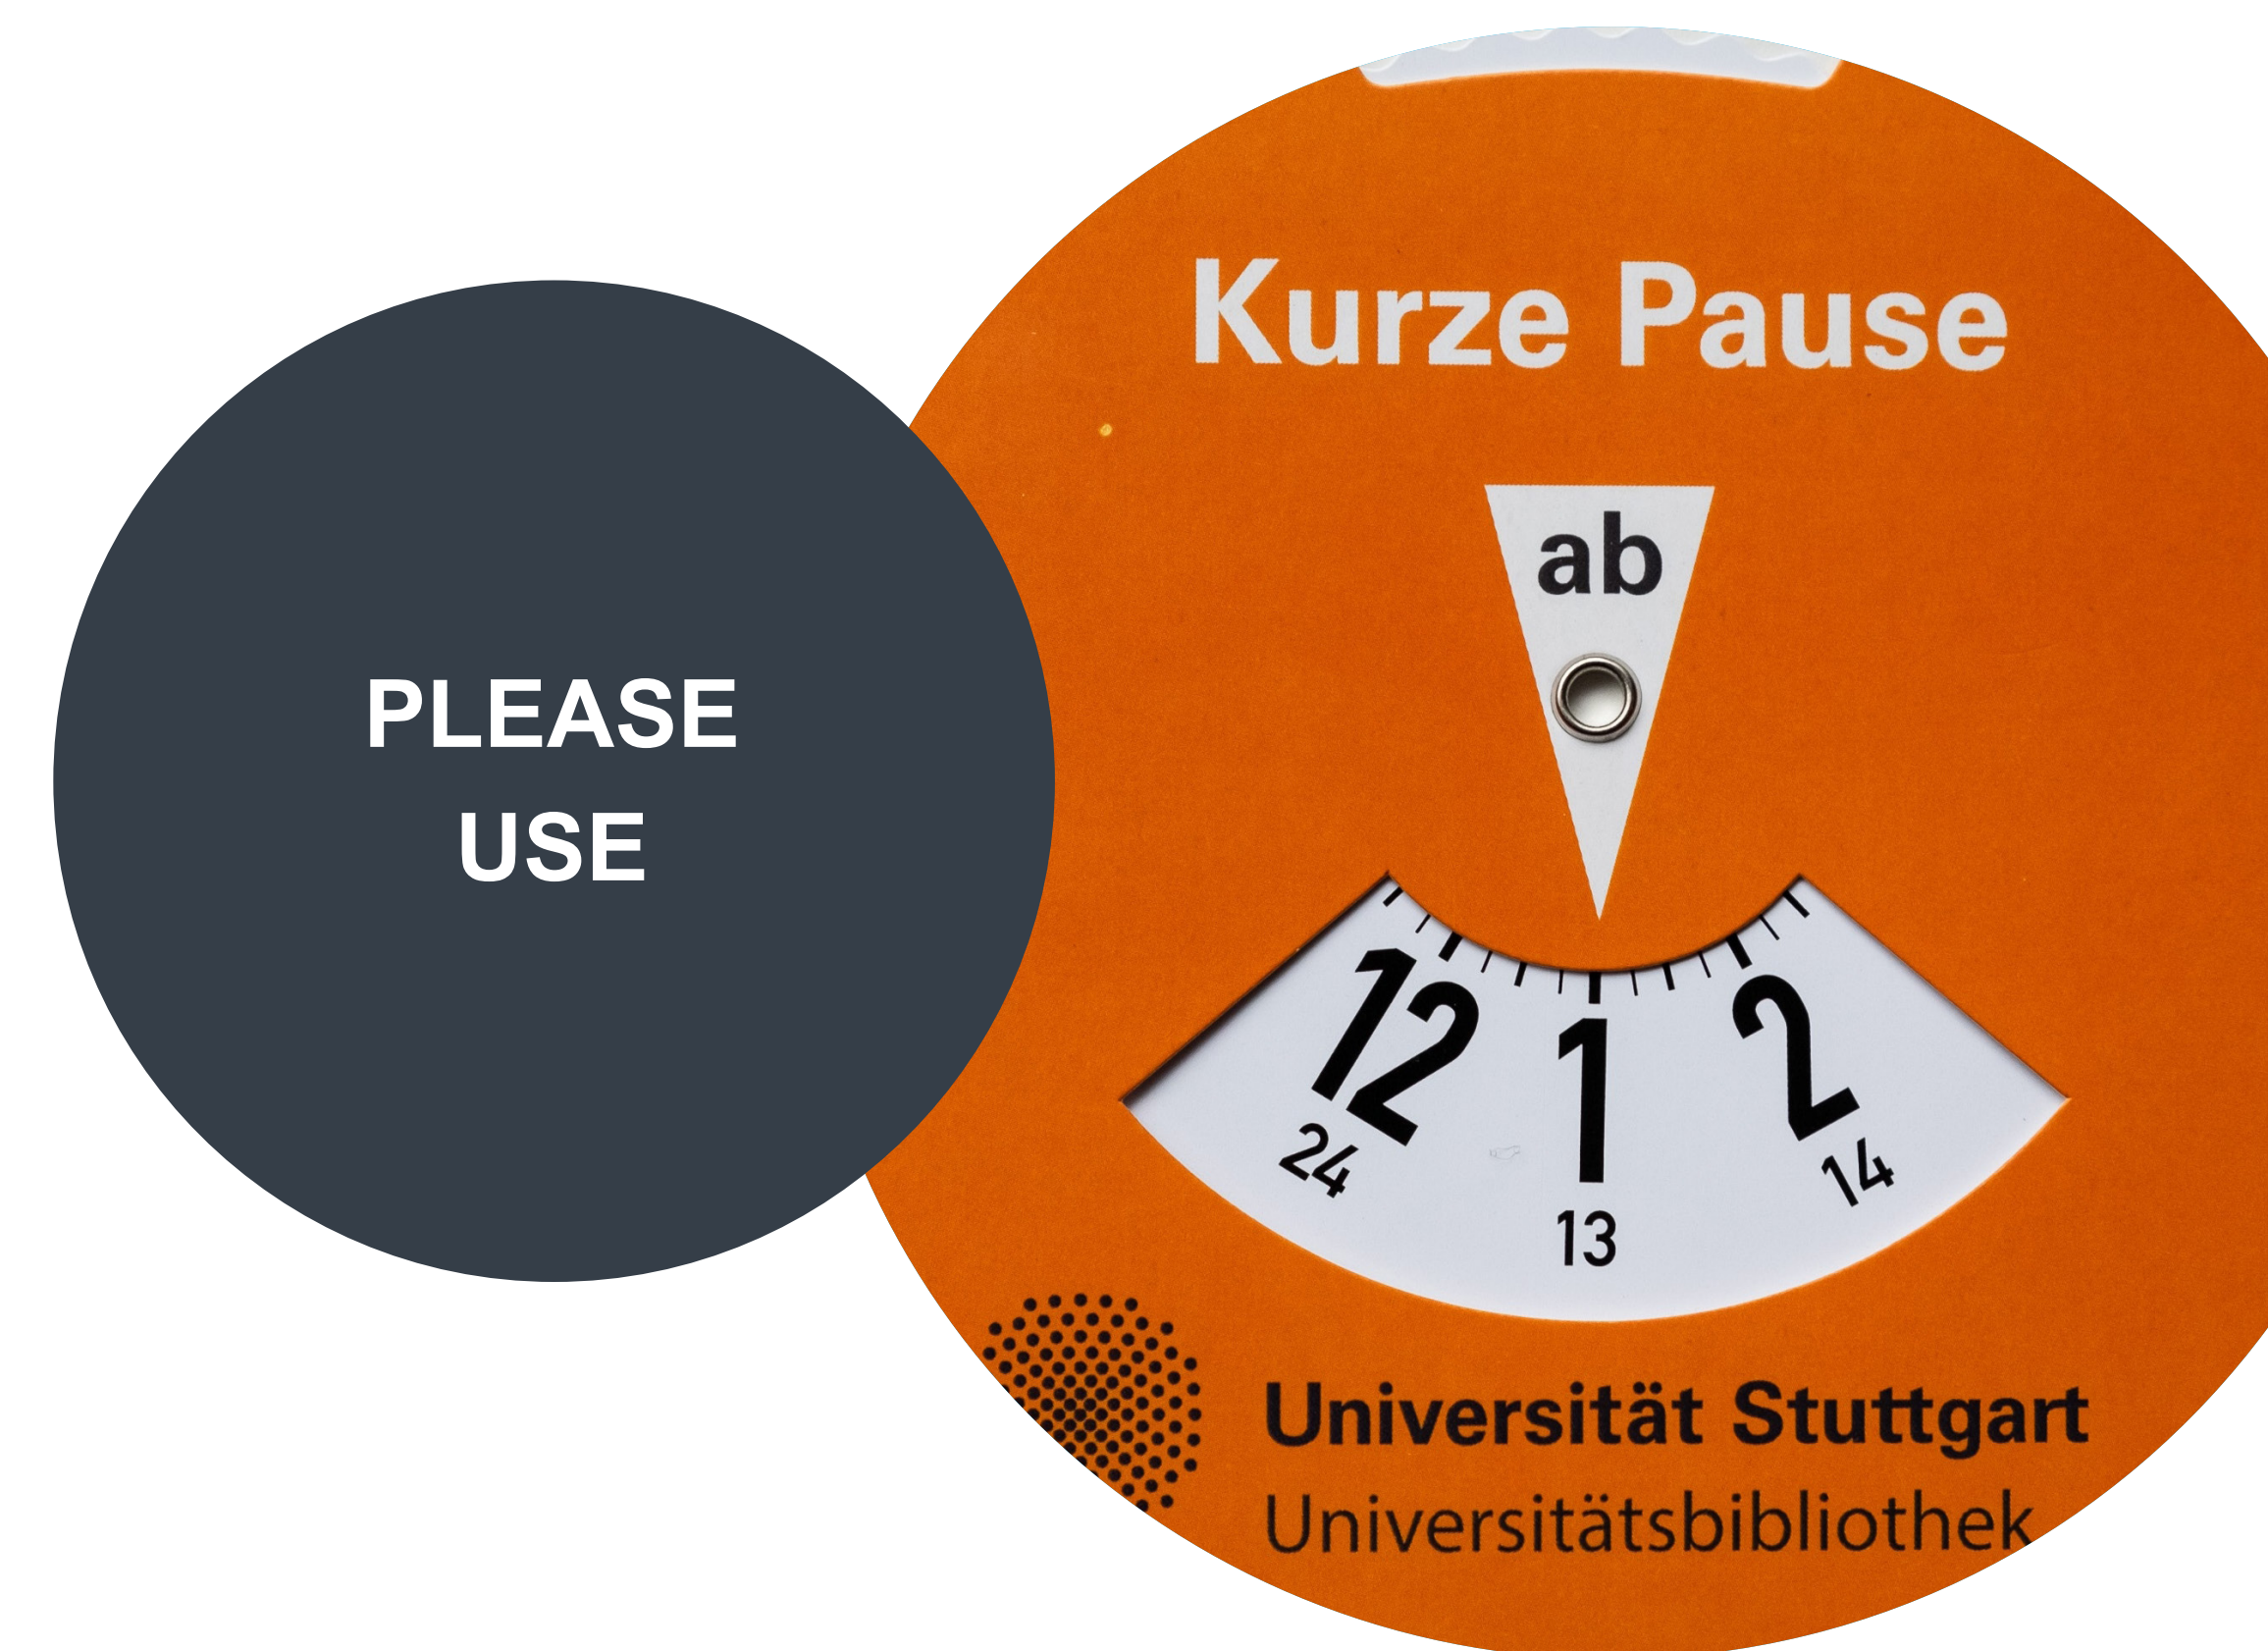 PLEASE
USE
Kurze Pause
ab
12 1 2
24 13 14
Universität Stuttgart
Universitätsbibliothek